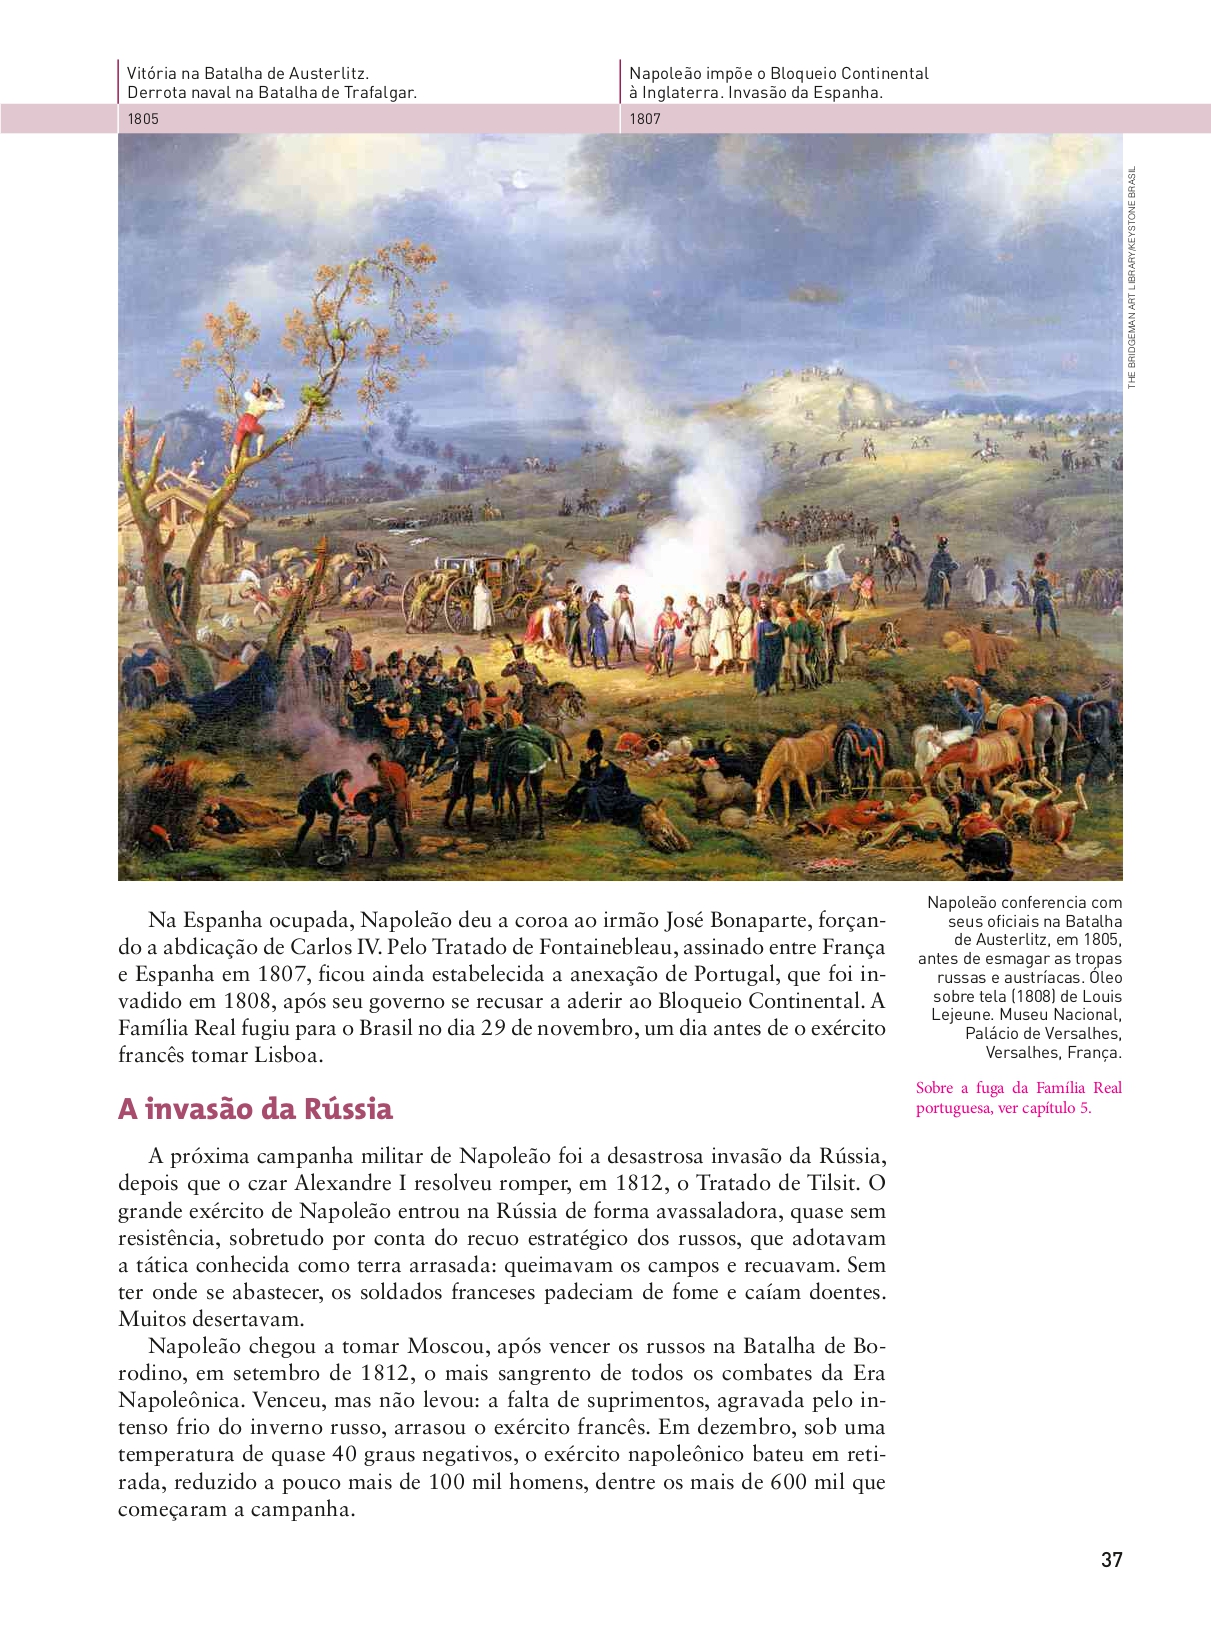 Vitória na Batalha de Austerlitz.
Derrota naval na Batalha de Trafalgar.
Napoleão impõe o Bloqueio Continental
à Inglaterra. Invasão da Espanha.
1805
1807
THE BRIDGEMAN ART LIBRARY/KEYSTONE BRASIL
Na Espanha ocupada, Napoleão deu a coroa ao irmão José Bonaparte, forçan-
do a abdicação de Carlos IV. Pelo Tratado de Fontainebleau, assinado entre França
e Espanha em 1807, ficou ainda estabelecida a anexação de Portugal, que foi in-
vadido em 1808, após seu governo se recusar a aderir ao Bloqueio Continental. A
Família Real fugiu para o Brasil no dia 29 de novembro, um dia antes de o exército
francês tomar Lisboa.
Napoleão conferencia com
seus oficiais na Batalha
de Austerlitz, em 1805,
antes de esmagar as tropas
russas e austríacas. Óleo
sobre tela (1808) de Louis
Lejeune. Museu Nacional,
Palácio de Versalhes,
Versalhes, França.
Sobre a fuga da Família Real
portuguesa, ver capítulo 5.
A invasão da Rússia
A próxima campanha militar de Napoleão foi a desastrosa invasão da Rússia,
depois que o czar Alexandre I resolveu romper, em 1812, o Tratado de Tilsit. O
grande exército de Napoleão entrou na Rússia de forma avassaladora, quase sem
resistência, sobretudo por conta do recuo estratégico dos russos, que adotavam
a tática conhecida como terra arrasada: queimavam os campos e recuavam. Sem
ter onde se abastecer, os soldados franceses padeciam de fome e caíam doentes.
Muitos desertavam.
Napoleão chegou a tomar Moscou, após vencer os russos na Batalha de Bo-
rodino, em setembro de 1812, o mais sangrento de todos os combates da Era
Napoleônica. Venceu, mas não levou: a falta de suprimentos, agravada pelo in-
tenso frio do inverno russo, arrasou o exército francês. Em dezembro, sob uma
temperatura de quase 40 graus negativos, o exército napoleônico bateu em reti-
rada, reduzido a pouco mais de 100 mil homens, dentre os mais de 600 mil que
começaram a campanha.
37